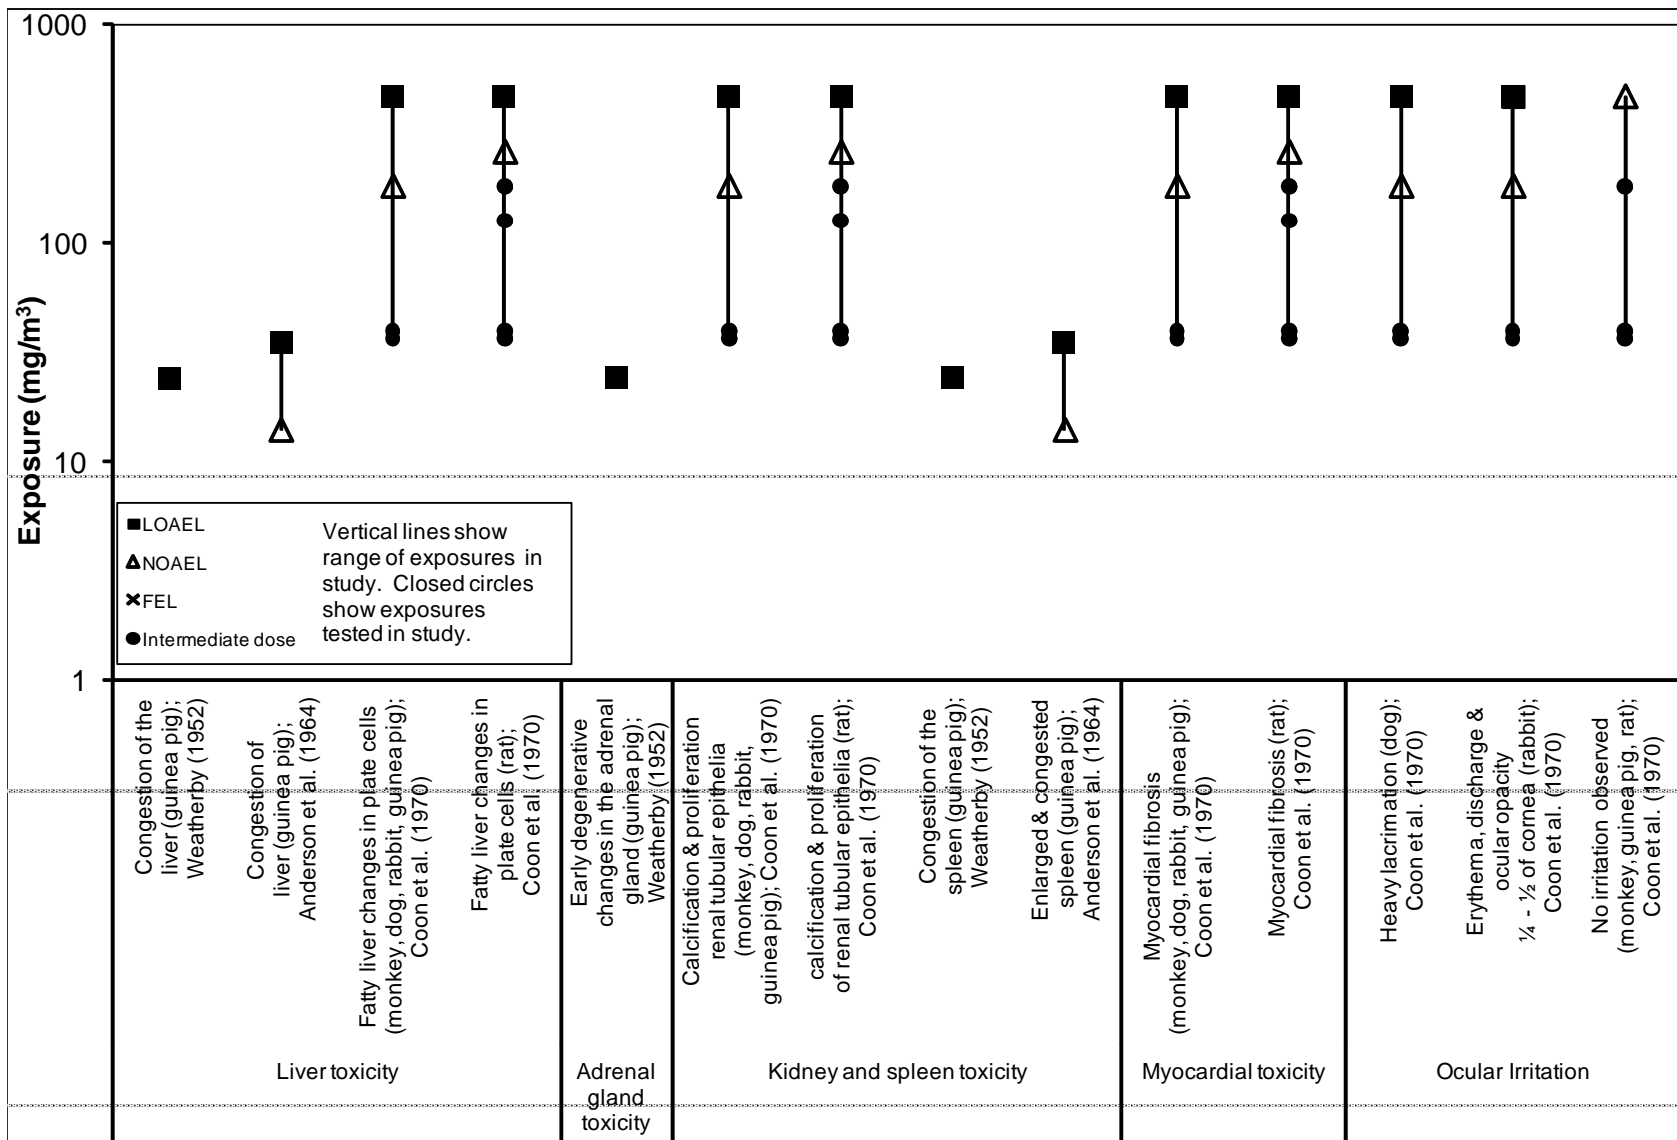 1000
100
10
1
Exposure (mg/m³)
LOAEL
NOAEL
FEL
Intermediate dose
Vertical lines show
range of exposures in
study. Closed circles
show exposures
tested in study.
Congestion of the
liver (guinea pig);
Weatherby (1952)
Congestion of
liver (guinea pig);
Anderson et al. (1964)
Fatty liver changes in plate cells
(monkey, dog, rabbit, guinea pig);
Coon et al. (1970)
Fatty liver changes in
plate cells (rat);
Coon et al. (1970)
Early degenerative
changes in the adrenal
gland (guinea pig);
Weatherby (1952)
Calcification & proliferation
renal tubular epithelia
(monkey, dog, rabbit,
guinea pig); Coon et al. (1970)
calcification & proliferation
of renal tubular epithelia (rat);
Coon et al. (1970)
Congestion of the
spleen (guinea pig);
Weatherby (1952)
Enlarged & congested
spleen (guinea pig);
Anderson et al. (1964)
Myocardial fibrosis
(monkey, dog, rabbit, guinea pig);
Coon et al. (1970)
Myocardial fibrosis (rat);
Coon et al. (1970)
Heavy lacrimation (dog);
Coon et al. (1970)
Erythema, discharge &
ocular opacity
¼ - ½ of cornea (rabbit);
Coon et al. (1970)
No irritation observed
(monkey, guinea pig, rat);
Coon et al. (1970)
Liver toxicity
Adrenal
gland
toxicity
Kidney and spleen toxicity
Myocardial toxicity
Ocular Irritation